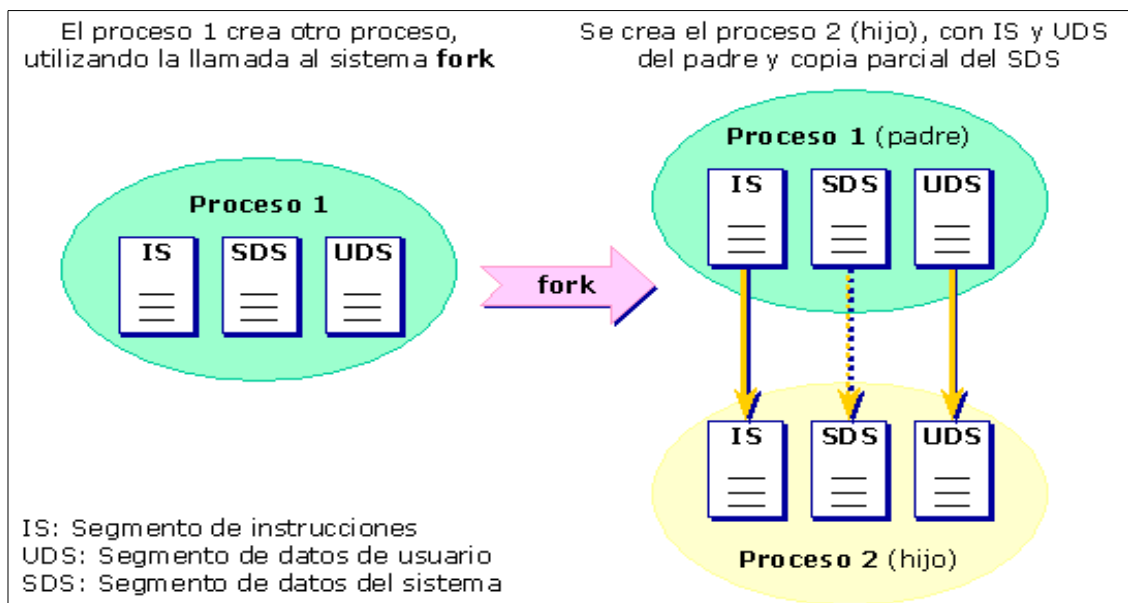 El proceso 1 crea otro proceso,
utilizando la llamada al sistema fork
Se crea el proceso 2 (hijo), con IS y UDS
del padre y copia parcial del SDS
Proceso 1
IS SDS UDS
fork
Proceso 1 (padre)
IS SDS UDS
IS SDS UDS
Proceso 2 (hijo)
IS: Segmento de instrucciones
UDS: Segmento de datos de usuario
SDS: Segmento de datos del sistema